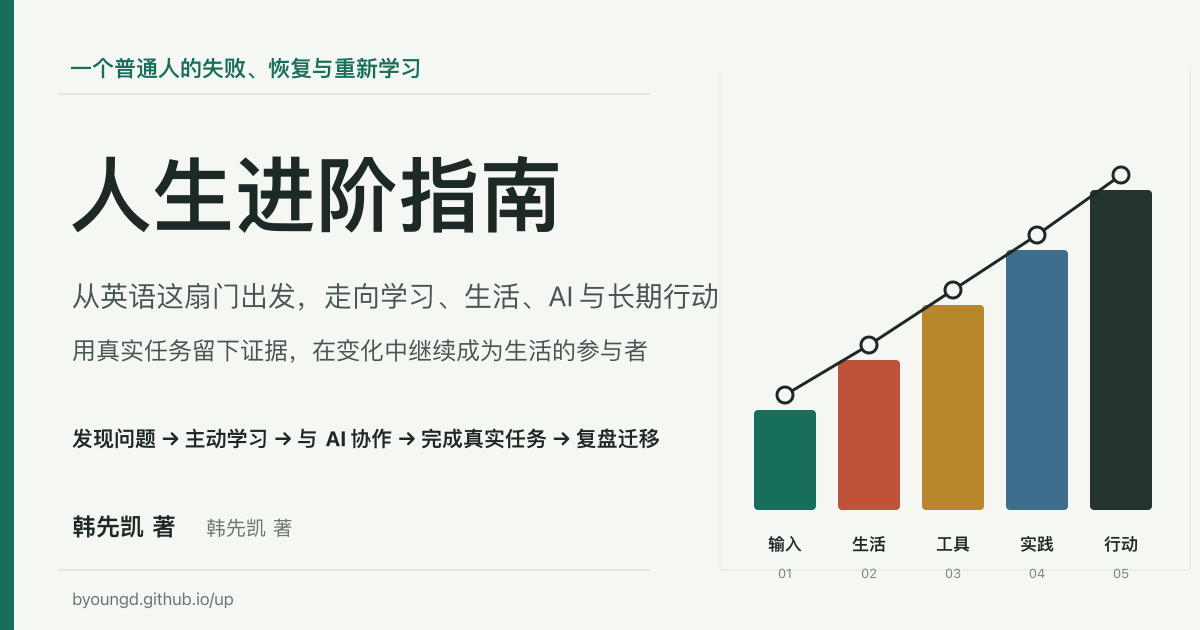 一个普通人的失败、恢复与重新学习
人生进阶指南
从英语这扇门出发，走向学习、生活、AI 与长期行动
用真实任务留下证据，在变化中继续成为生活的参与者
发现问题 → 主动学习 → 与 AI 协作 → 完成真实任务 → 复盘迁移
韩先凯 著 韩先凯 著
byoungd.github.io/up
输入 生活 工具 实践 行动
01 02 03 04 05